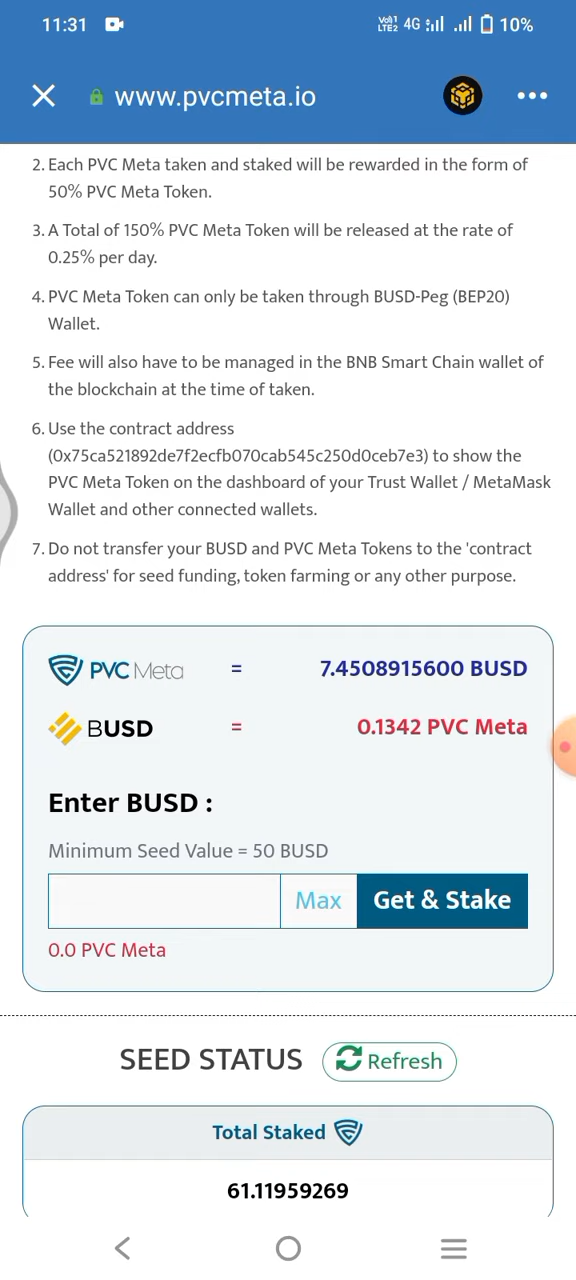 11:31 Vo1) LTE2 4G 10%
www.pvcmeta.io
2. Each PVC Meta taken and staked will be rewarded in the form of
50% PVC Meta Token.
3. A Total of 150% PVC Meta Token will be released at the rate of
0.25% per day.
4. PVC Meta Token can only be taken through BUSD-Peg (BEP20)
Wallet.
5. Fee will also have to be managed in the BNB Smart Chain wallet of
the blockchain at the time of taken.
6. Use the contract address
(0x75ca521892de7f2ecfb070cab545c250d0ceb7e3) to show the
PVC Meta Token on the dashboard of your Trust Wallet / MetaMask
Wallet and other connected wallets.
7. Do not transfer your BUSD and PVC Meta Tokens to the 'contract
address' for seed funding, token farming or any other purpose.
PVC Meta = 7.4508915600 BUSD
BUSD = 0.1342 PVC Meta
Enter BUSD :
Minimum Seed Value = 50 BUSD
Max Get & Stake
0.0 PVC Meta
SEED STATUS Refresh
Total Staked
61.11959269